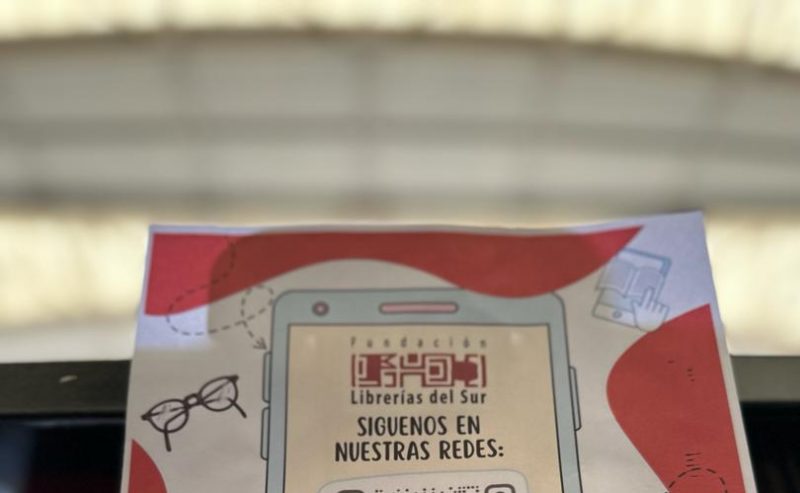 Fundación
Librerías del Sur
SIGUENOS EN
NUESTRAS REDES: